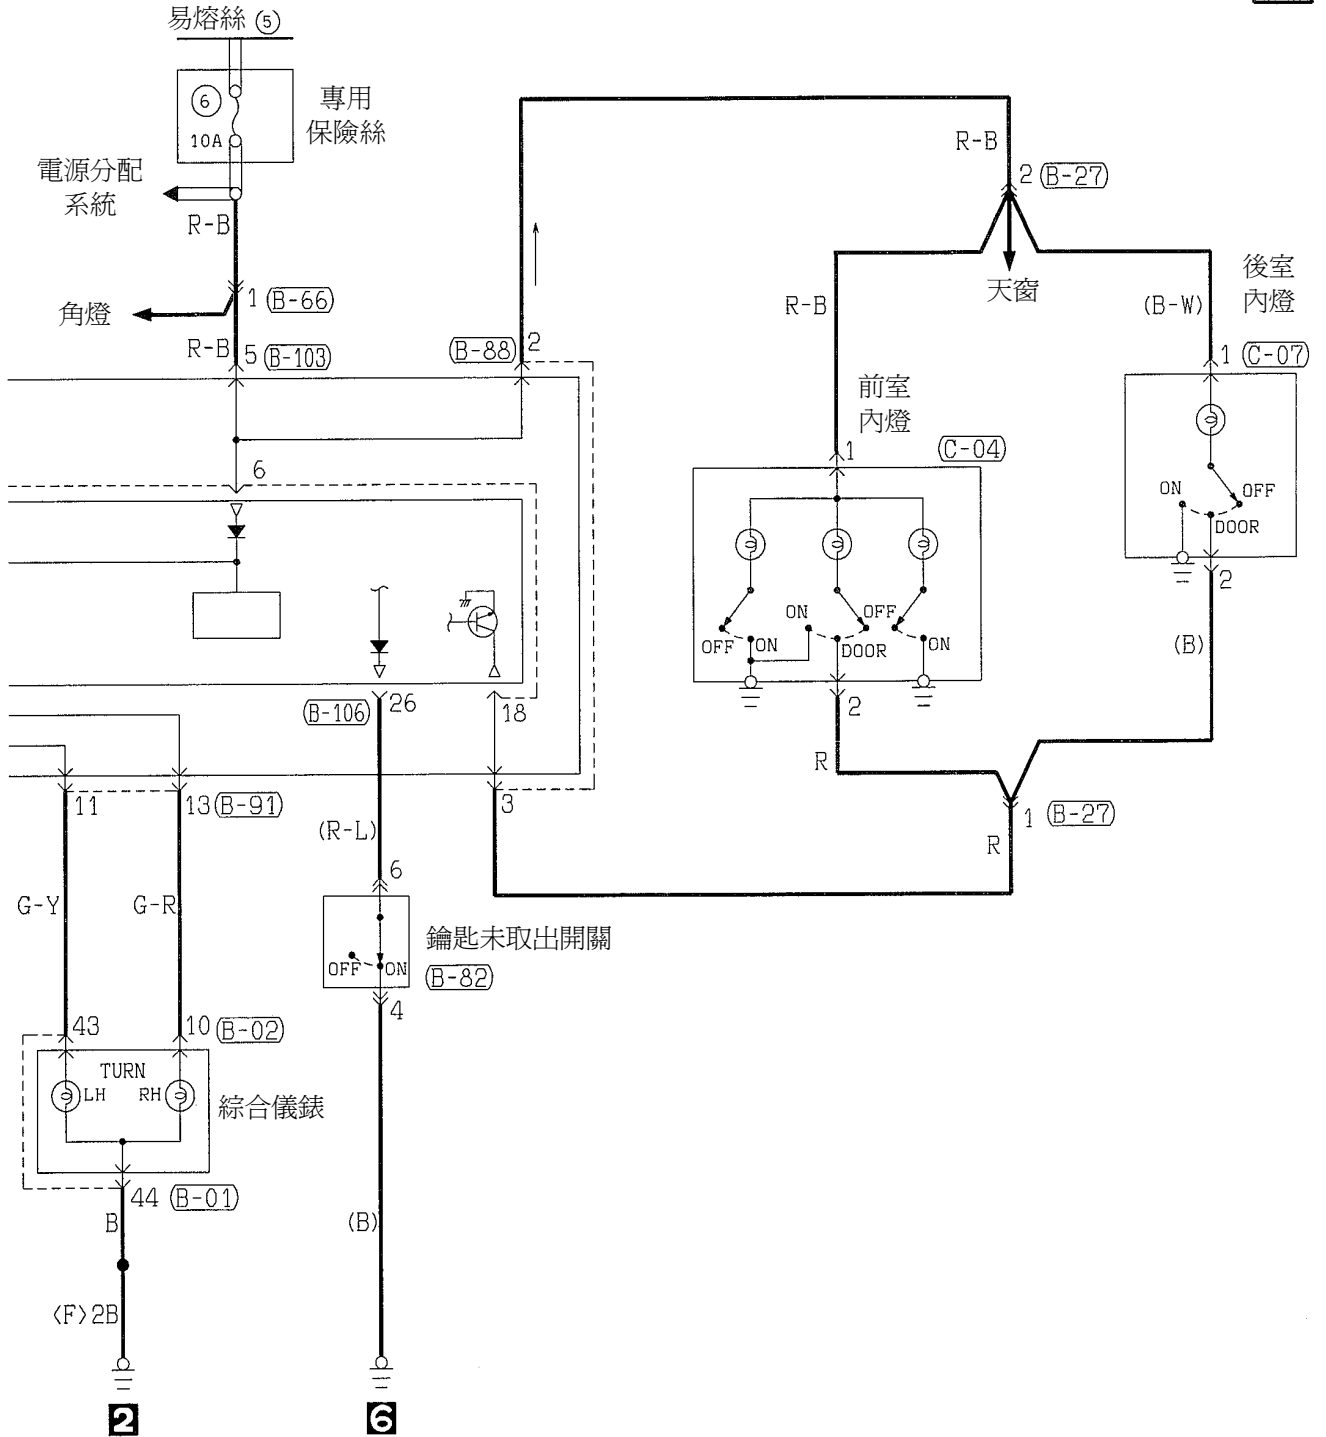 易熔絲 ⑤
⑥
10A
專用
保險絲
電源分配
系統
R-B
R-B
2 (B-27)
天窗
1 (B-66)
角燈
R-B
5 (B-103)
(B-88) 2
R-B
(B-W)
後室
內燈
1 (C-07)
前室
內燈
1
(C-04)
6
ON
OFF
DOOR
2
ON
OFF
OFF
ON
DOOR
ON
(B-106) 26
18
2
(B)
R
11
13 (B-91)
3
1 (B-27)
(R-L)
R
6
G-Y
G-R
鑰匙未取出開關
OFF
ON
(B-82)
4
43
10 (B-02)
TURN
LH
RH
綜合儀錶
44 (B-01)
B
(B)
〈F〉2B
2
6